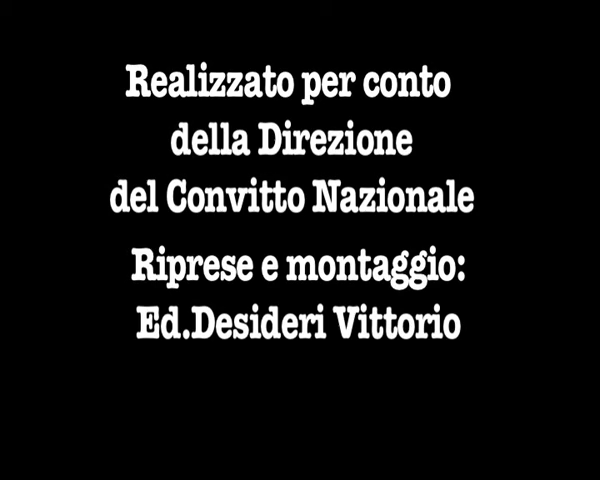 Realizzato per conto
della Direzione
del Convitto Nazionale
Riprese e montaggio:
Ed.Desideri Vittorio